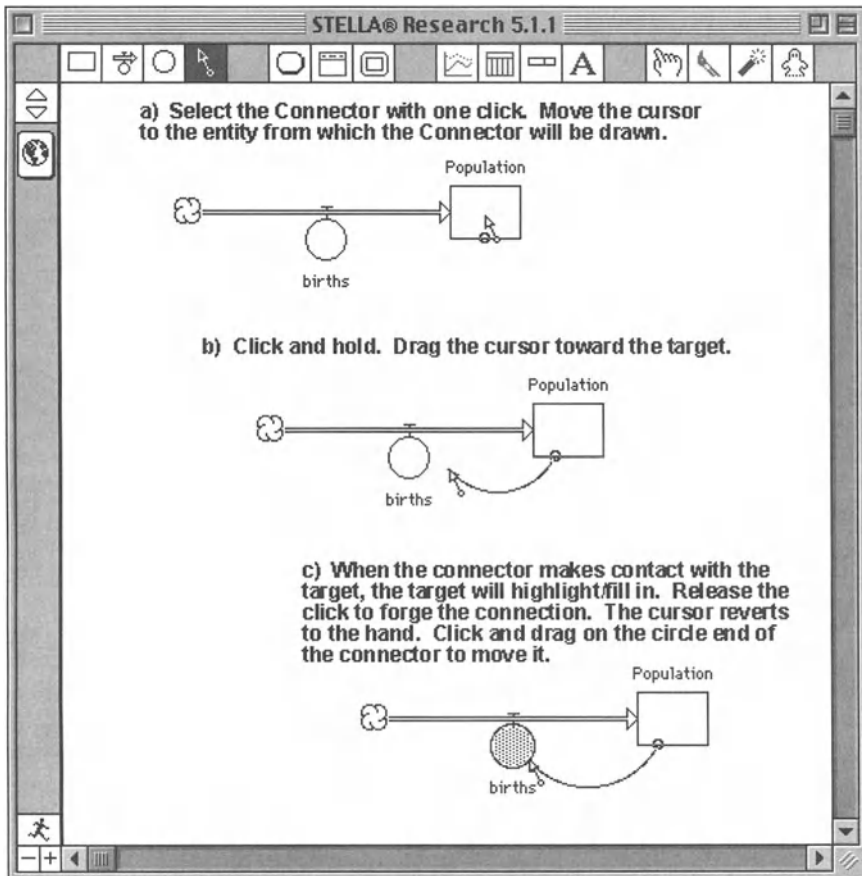 STELLA® Research 5.1.1
A
a) Select the Connector with one click. Move the cursor
to the entity from which the Connector will be drawn.
Population
births
b) Click and hold. Drag the cursor toward the target.
Population
births
c) When the connector makes contact with the
target, the target will highlight/fill in. Release the
click to forge the connection. The cursor reverts
to the hand. Click and drag on the circle end of
the connector to move it.
Population
births